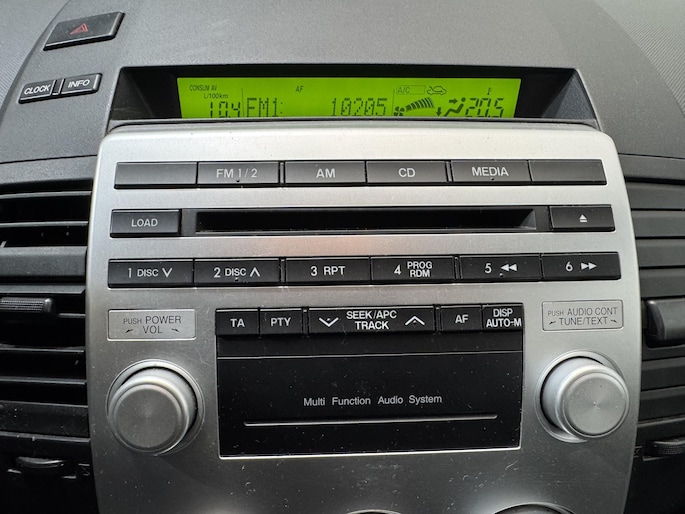 CONSUM AV AF A/C
L/100km
10.4 FM1: 10205 20.5
CLOCK INFO
FM 1/2 AM CD MEDIA
LOAD
1 DISC 2 DISC 3 RPT 4 PROG RDM 5 6
PUSH POWER VOL
TA PTY SEEK/APC TRACK AF DISP AUTO-M
PUSH AUDIO CONT TUNE/TEXT
Multi Function Audio System